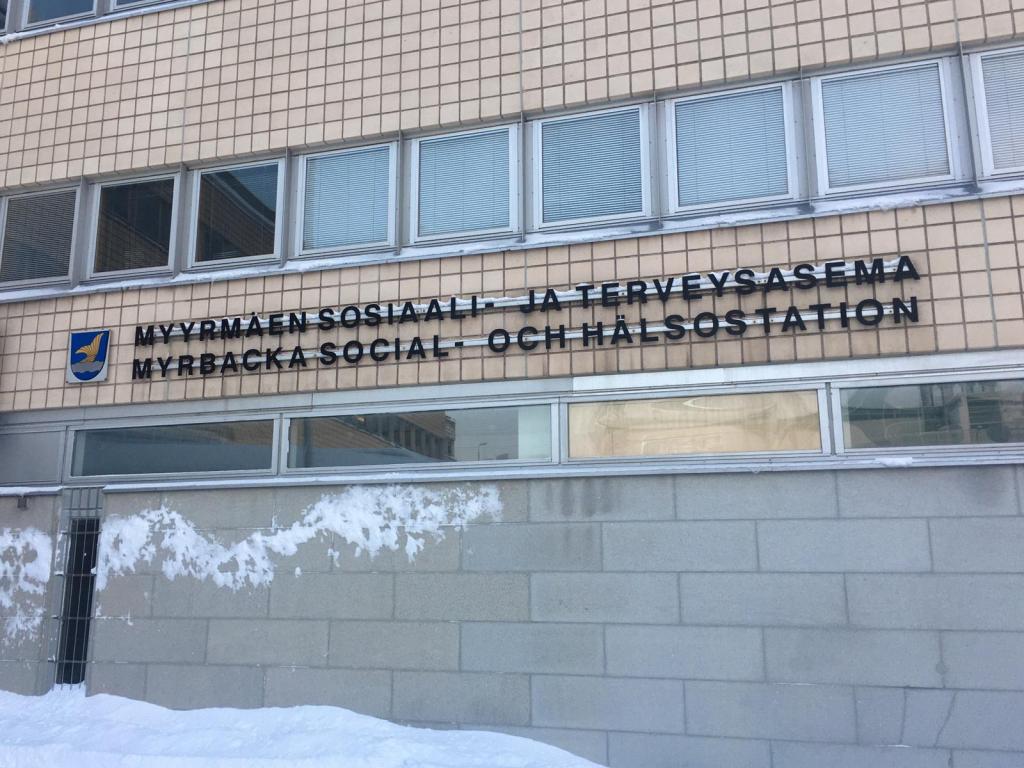 MYYRMÄEN SOSIAALI- JA TERVEYSASEMA
MYRBACKA SOCIAL- OCH HÄLSOSTATION